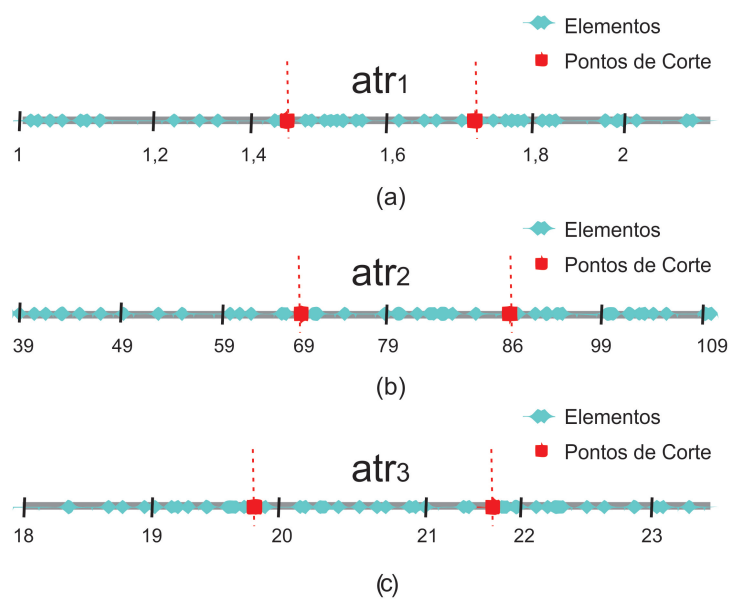 Elementos
Pontos de Corte
atr1
1 1,2 1,4 1,6 1,8 2
(a)
Elementos
Pontos de Corte
atr2
39 49 59 69 79 86 99 109
(b)
Elementos
Pontos de Corte
atr3
18 19 20 21 22 23
(c)